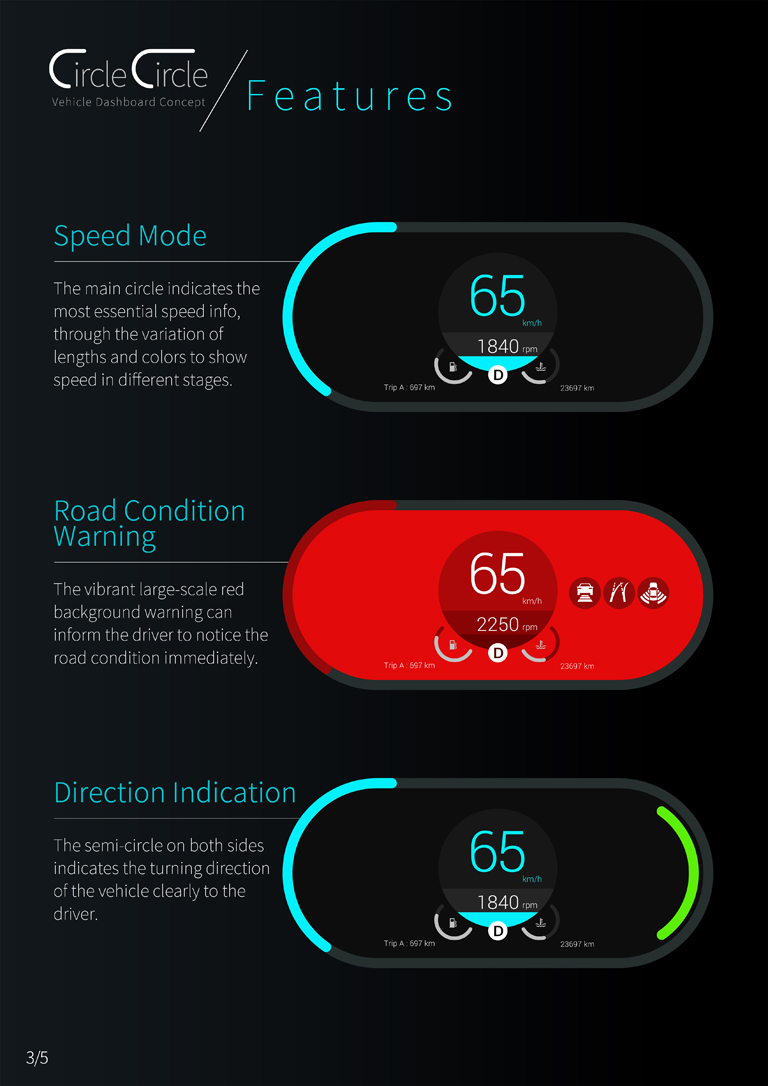 Circle Circle
Vehicle Dashboard Concept
Features
Speed Mode
The main circle indicates the
most essential speed info,
through the variation of
lengths and colors to show
speed in different stages.
65
km/h
1840 rpm
D
Trip A : 697 km
23697 km
Road Condition
Warning
The vibrant large-scale red
background warning can
inform the driver to notice the
road condition immediately.
65
km/h
2250 rpm
D
Trip A : 697 km
23697 km
Direction Indication
The semi-circle on both sides
indicates the turning direction
of the vehicle clearly to the
driver.
65
km/h
1840 rpm
D
Trip A : 697 km
23697 km
3/5